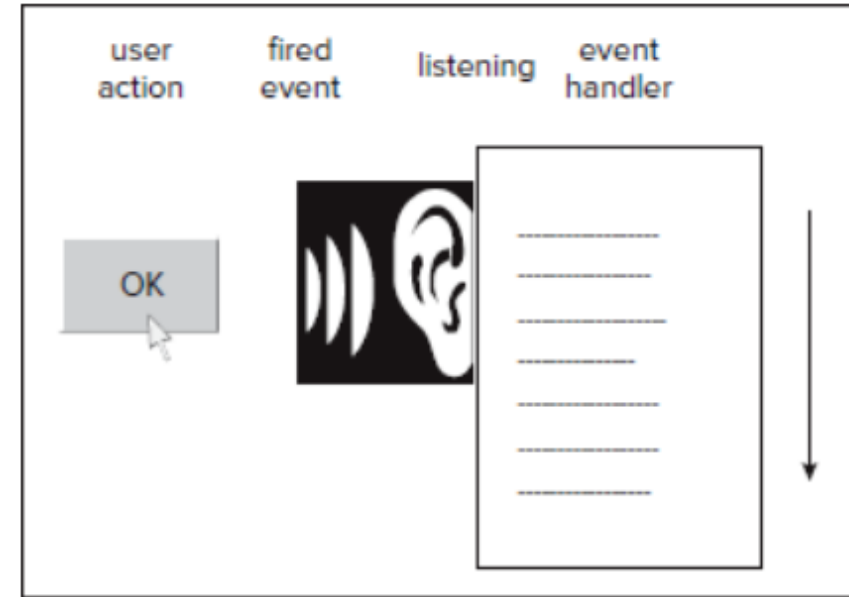 user action
fired event
listening
event handler
OK